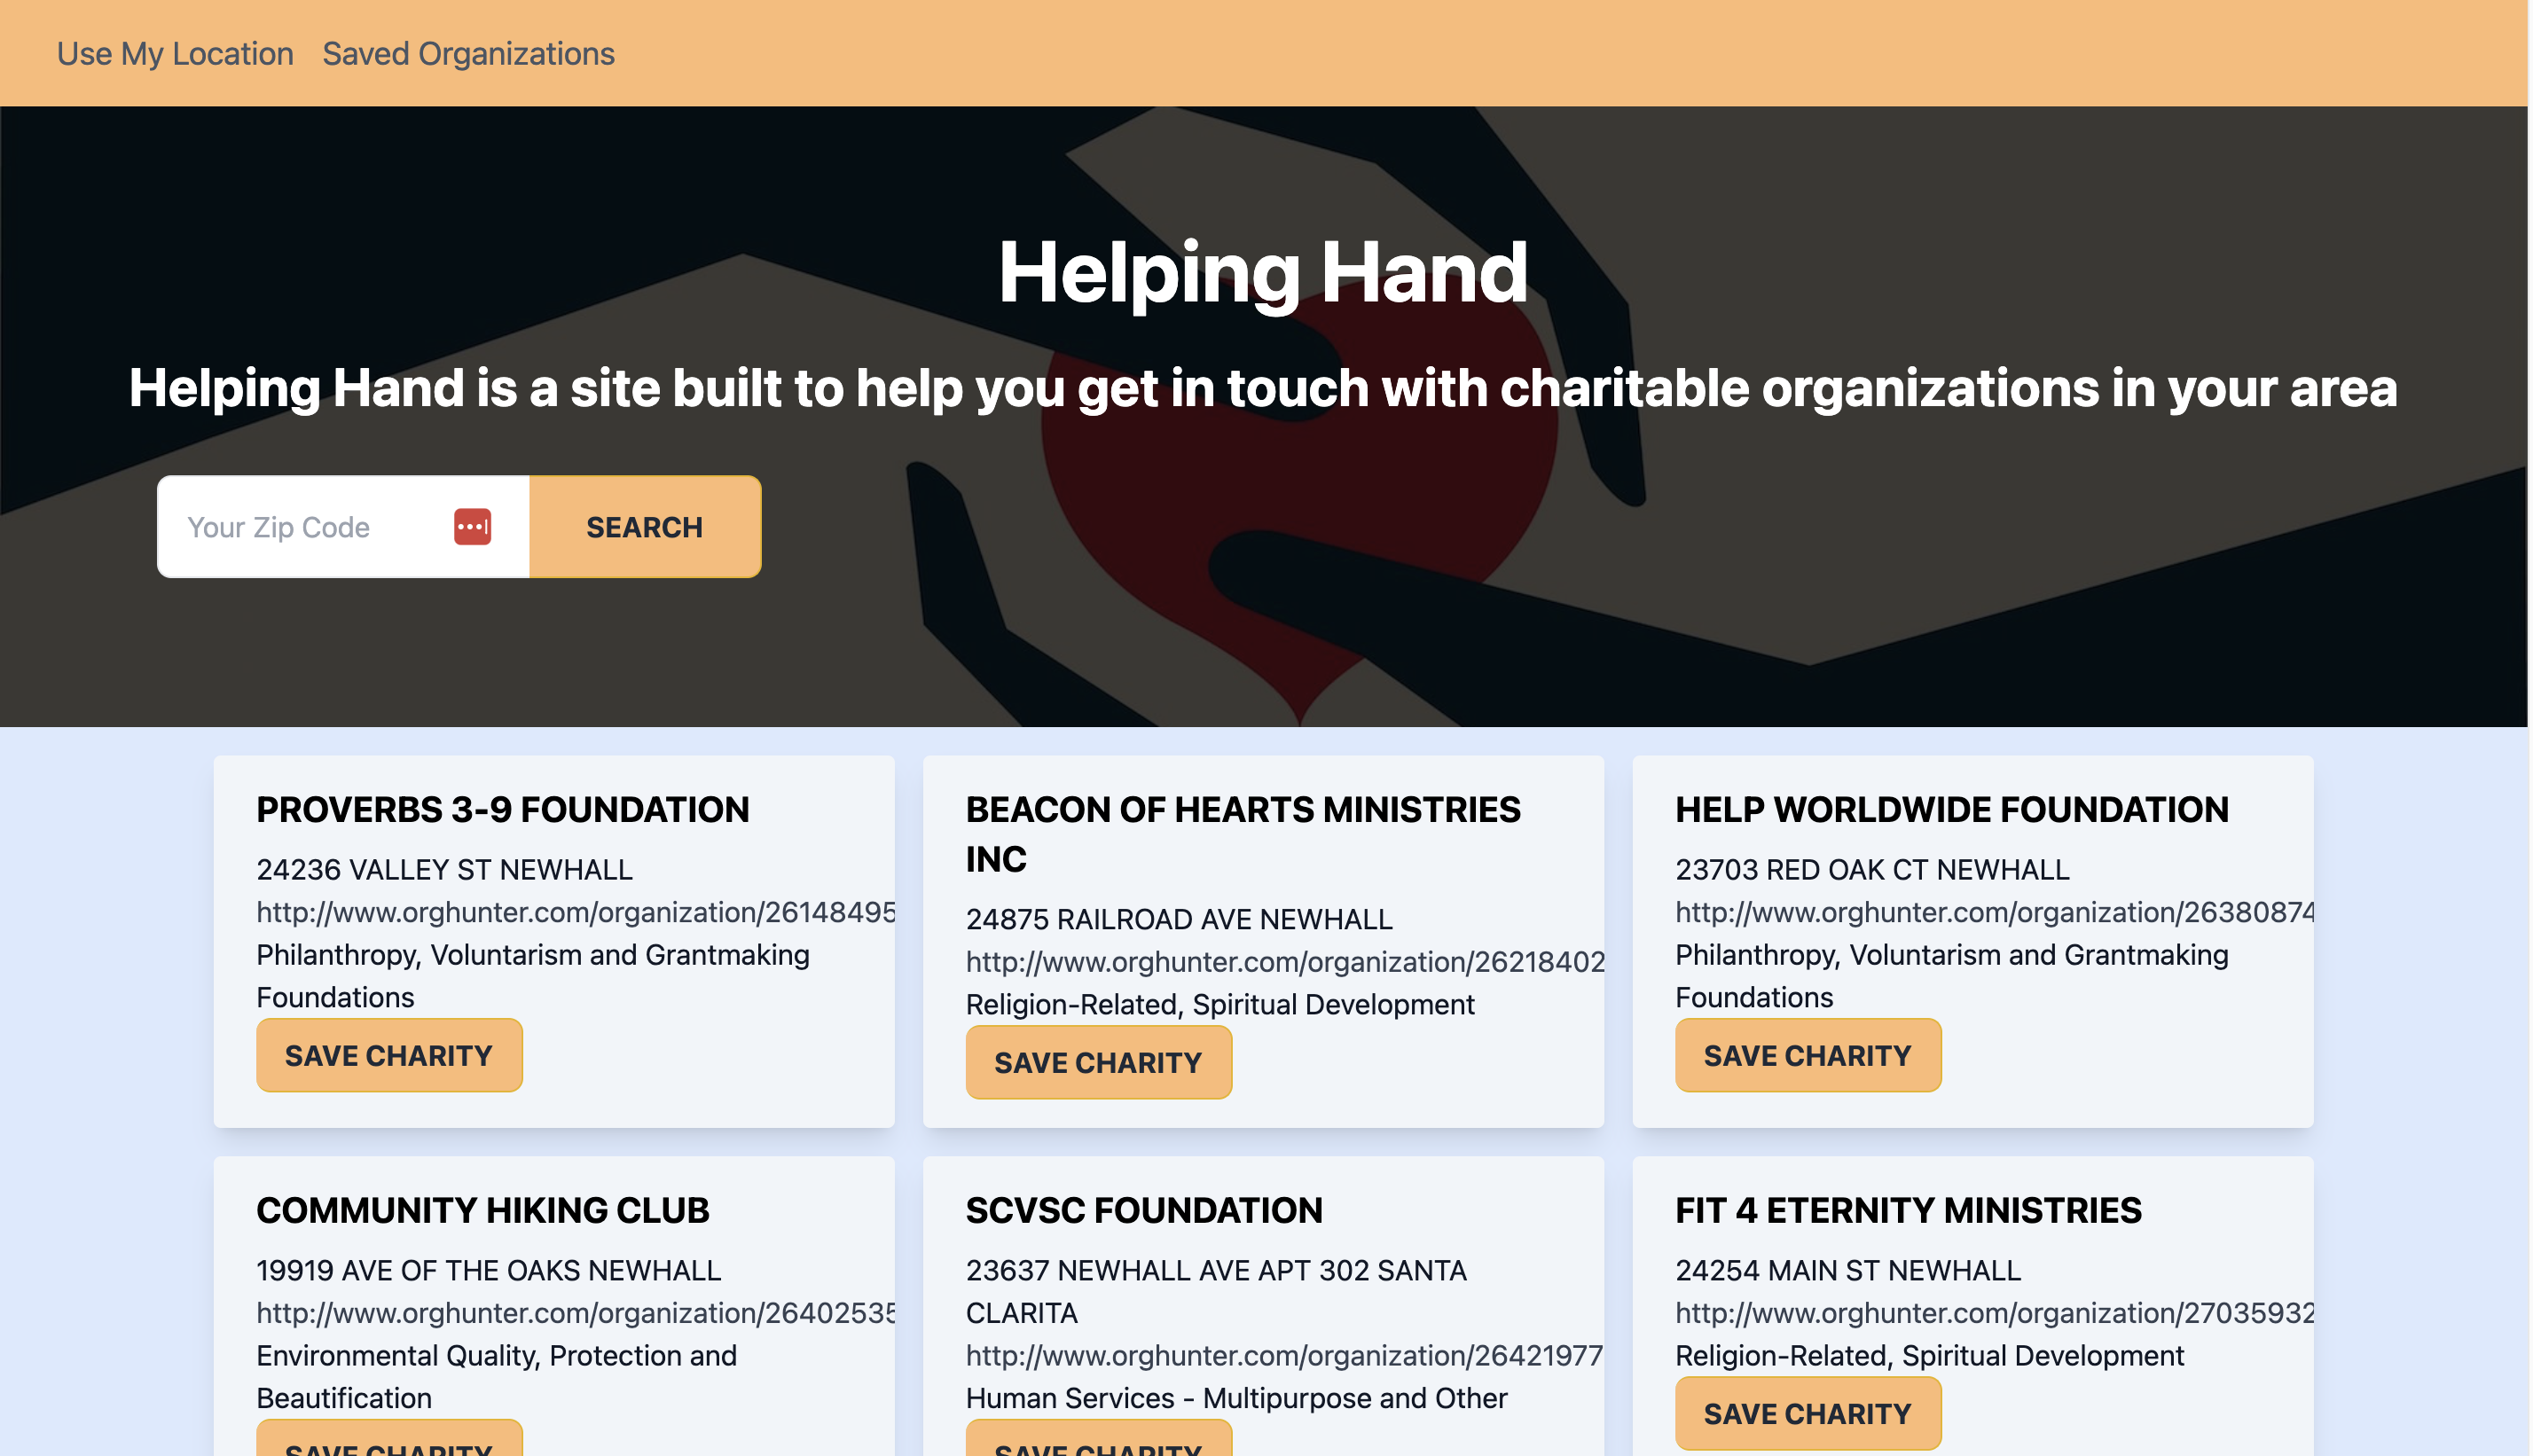 Use My Location Saved Organizations
Helping Hand
Helping Hand is a site built to help you get in touch with charitable organizations in your area
Your Zip Code SEARCH
PROVERBS 3-9 FOUNDATION
24236 VALLEY ST NEWHALL
http://www.orghunter.com/organization/26148495
Philanthropy, Voluntarism and Grantmaking
Foundations
SAVE CHARITY
BEACON OF HEARTS MINISTRIES
INC
24875 RAILROAD AVE NEWHALL
http://www.orghunter.com/organization/26218402
Religion-Related, Spiritual Development
SAVE CHARITY
HELP WORLDWIDE FOUNDATION
23703 RED OAK CT NEWHALL
http://www.orghunter.com/organization/26380874
Philanthropy, Voluntarism and Grantmaking
Foundations
SAVE CHARITY
COMMUNITY HIKING CLUB
19919 AVE OF THE OAKS NEWHALL
http://www.orghunter.com/organization/26402535
Environmental Quality, Protection and
Beautification
SAVE CHARITY
SCVSC FOUNDATION
23637 NEWHALL AVE APT 302 SANTA
CLARITA
http://www.orghunter.com/organization/26421977
Human Services - Multipurpose and Other
SAVE CHARITY
FIT 4 ETERNITY MINISTRIES
24254 MAIN ST NEWHALL
http://www.orghunter.com/organization/27035932
Religion-Related, Spiritual Development
SAVE CHARITY